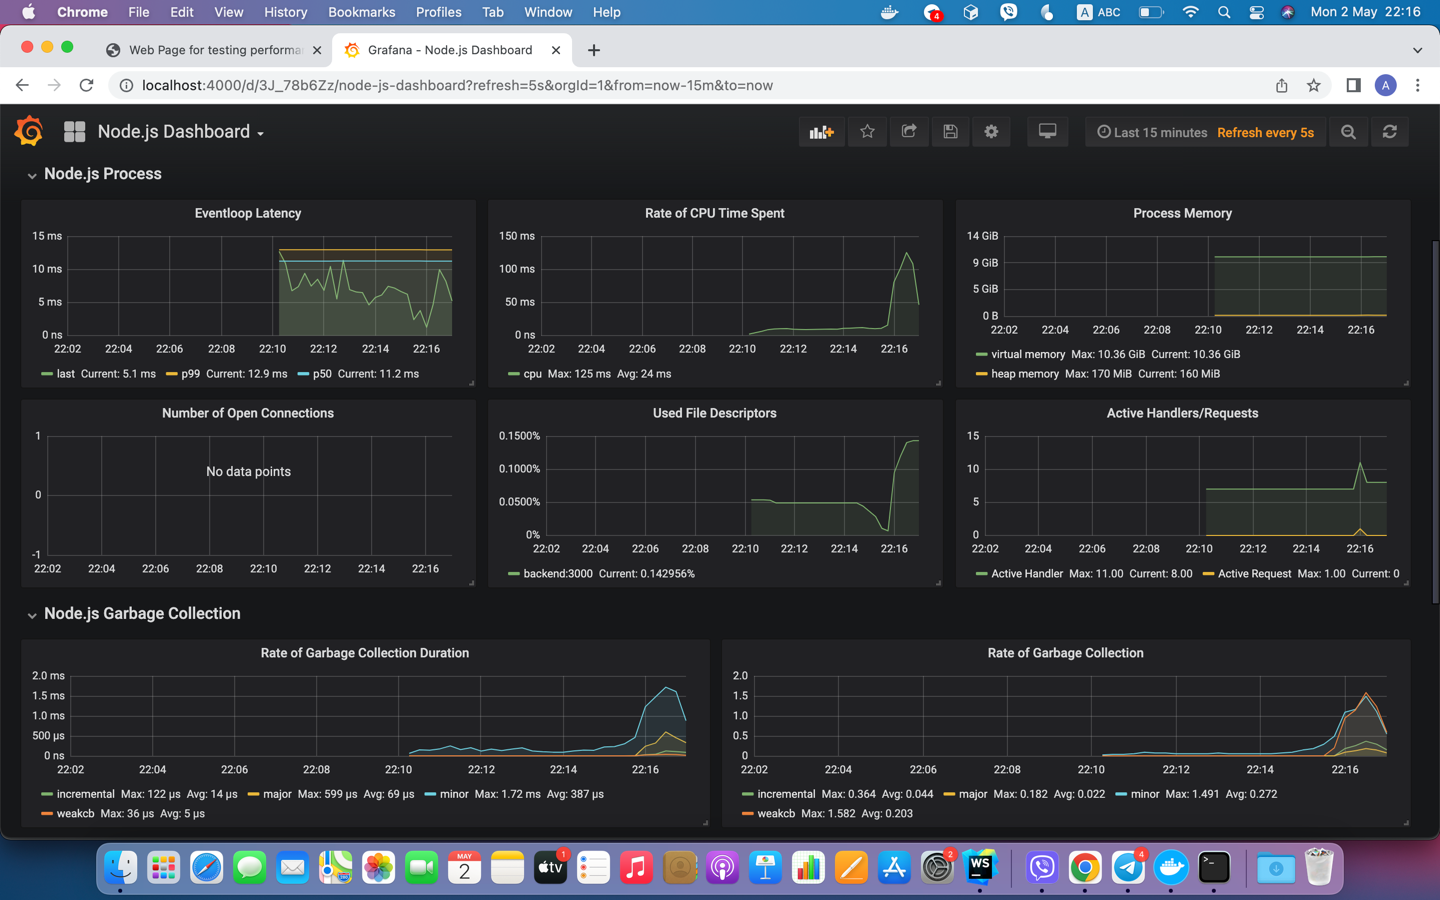 Chrome File Edit View History Bookmarks Profiles Tab Window Help 4 A ABC Mon 2 May 22:16
Web Page for testing performa
Grafana - Node.js Dashboard
localhost:4000/d/3J_78b6Zz/node-js-dashboard?refresh=5s&orgId=1&from=now-15m&to=now
A
Node.js Dashboard
Last 15 minutes Refresh every 5s
Node.js Process
Eventloop Latency
15 ms
10 ms
5 ms
0 ns
22:02 22:04 22:06 22:08 22:10 22:12 22:14 22:16
last Current: 5.1 ms p99 Current: 12.9 ms p50 Current: 11.2 ms
Rate of CPU Time Spent
150 ms
100 ms
50 ms
0 ns
22:02 22:04 22:06 22:08 22:10 22:12 22:14 22:16
cpu Max: 125 ms Avg: 24 ms
Process Memory
14 GiB
9 GiB
5 GiB
0 B
22:02 22:04 22:06 22:08 22:10 22:12 22:14 22:16
virtual memory Max: 10.36 GiB Current: 10.36 GiB
heap memory Max: 170 MiB Current: 160 MiB
Number of Open Connections
1
No data points
0
-1
22:02 22:04 22:06 22:08 22:10 22:12 22:14 22:16
Used File Descriptors
0.1500%
0.1000%
0.0500%
0%
22:02 22:04 22:06 22:08 22:10 22:12 22:14 22:16
backend:3000 Current: 0.142956%
Active Handlers/Requests
15
10
5
0
22:02 22:04 22:06 22:08 22:10 22:12 22:14 22:16
Active Handler Max: 11.00 Current: 8.00 Active Request Max: 1.00 Current: 0
Node.js Garbage Collection
Rate of Garbage Collection Duration
2.0 ms
1.5 ms
1.0 ms
500 µs
0 ns
22:02 22:04 22:06 22:08 22:10 22:12 22:14 22:16
incremental Max: 122 µs Avg: 14 µs major Max: 599 µs Avg: 69 µs minor Max: 1.72 ms Avg: 387 µs
weakcb Max: 36 µs Avg: 5 µs
Rate of Garbage Collection
2.0
1.5
1.0
0.5
0
22:02 22:04 22:06 22:08 22:10 22:12 22:14 22:16
incremental Max: 0.364 Avg: 0.044 major Max: 0.182 Avg: 0.022 minor Max: 1.491 Avg: 0.272
weakcb Max: 1.582 Avg: 0.203
MAY
2
tv
1
2
WS
4